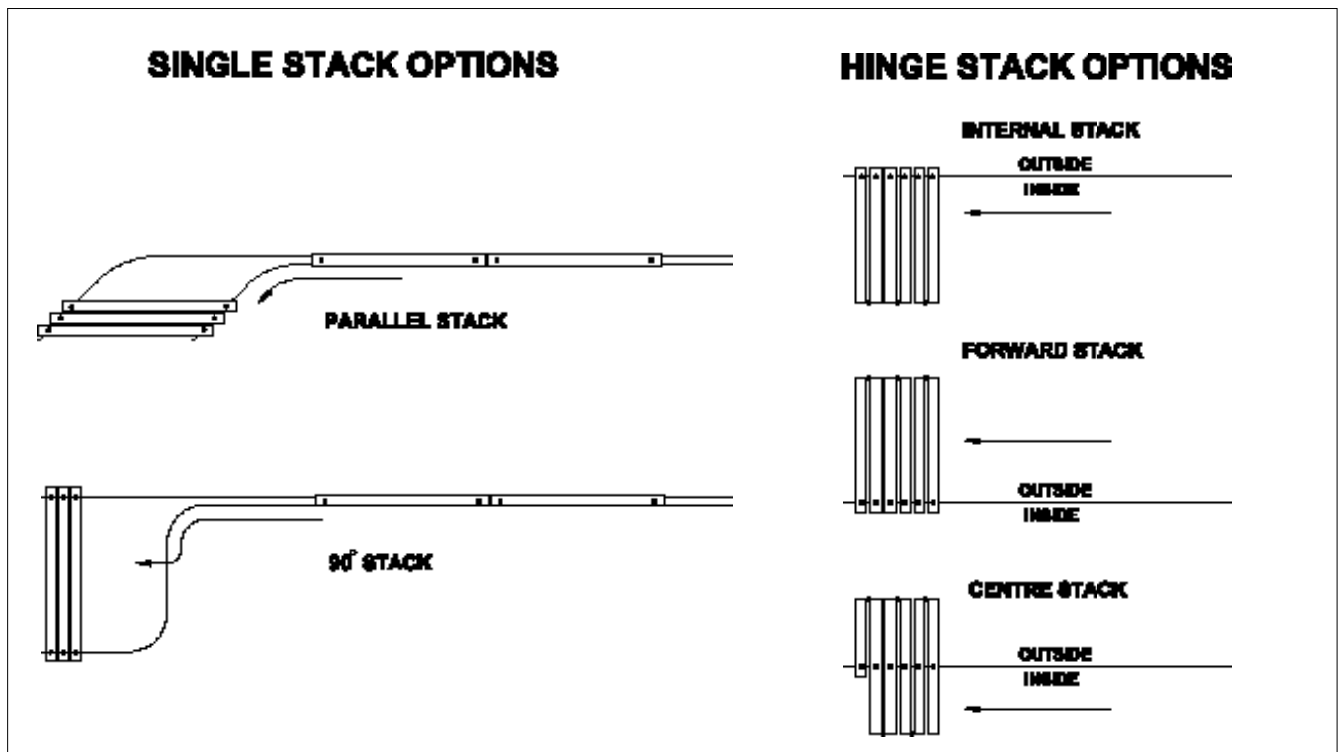 SINGLE STACK OPTIONS
PARALLEL STACK
90° STACK
HINGE STACK OPTIONS
INTERNAL STACK
OUTSIDE
INSIDE
FORWARD STACK
OUTSIDE
INSIDE
CENTRE STACK
OUTSIDE
INSIDE